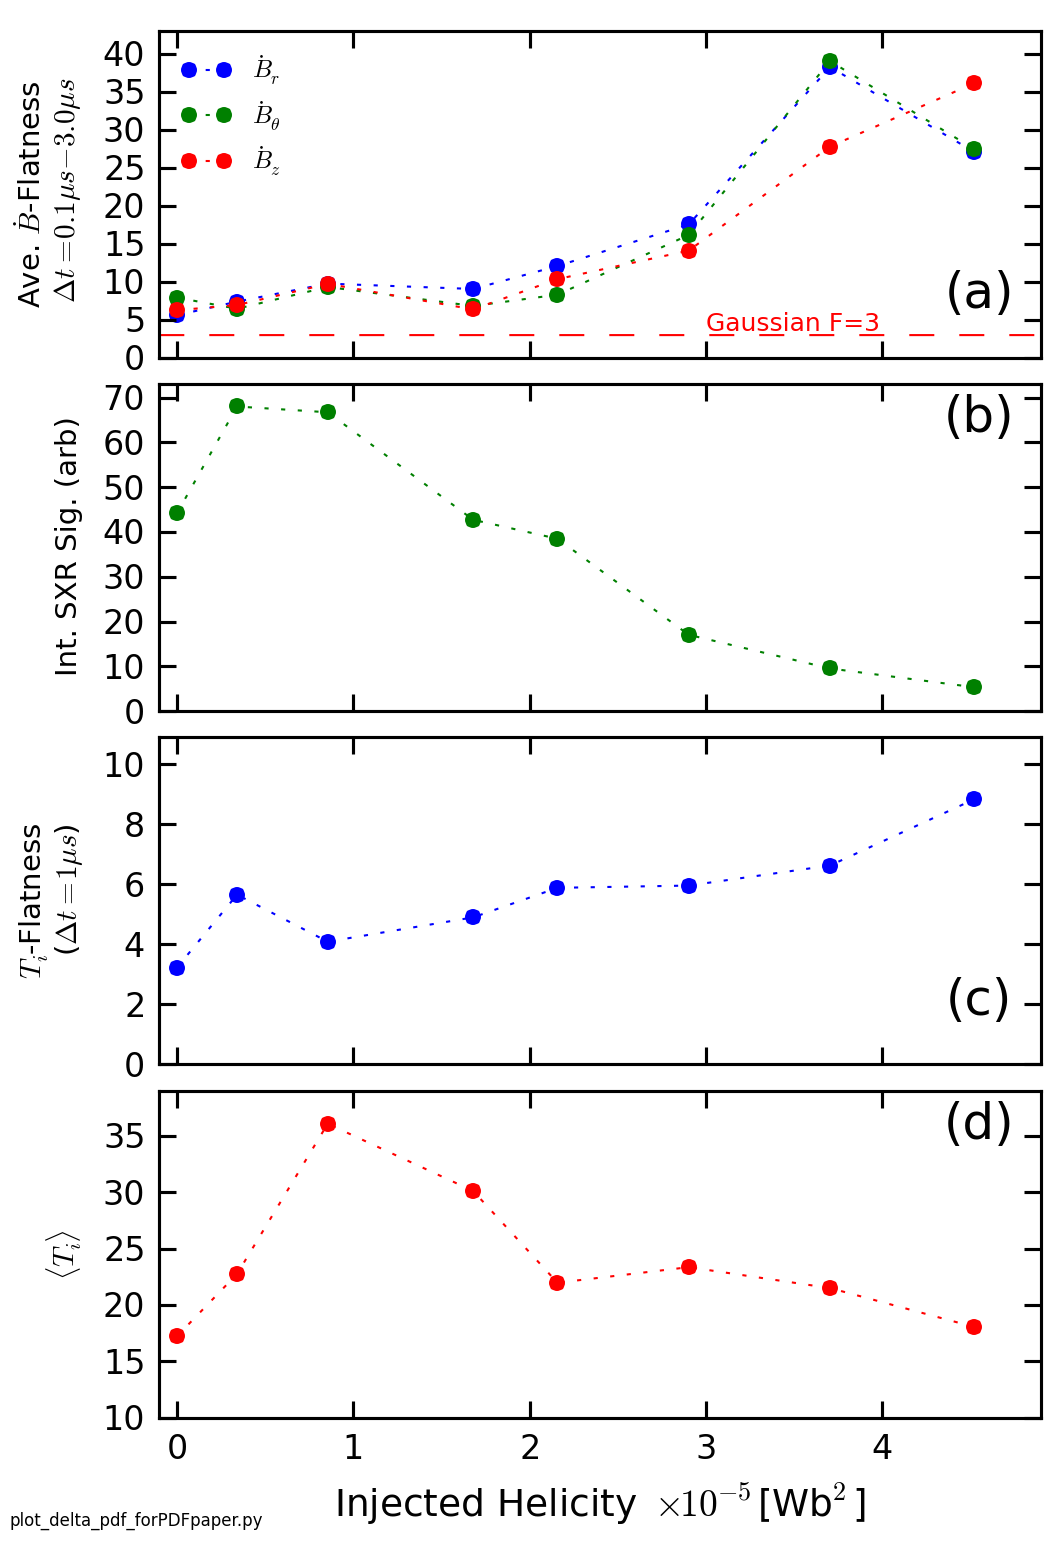 Ave. Ḃ-Flatness
Δt=0.1μs−3.0μs
40
35
30
25
20
15
10
5
0
Ḃr
Ḃθ
Ḃz
(a)
Gaussian F=3
Int. SXR Sig. (arb)
70
60
50
40
30
20
10
0
(b)
Ti-Flatness
(Δt=1μs)
10
8
6
4
2
0
(c)
⟨Ti⟩
35
30
25
20
15
10
(d)
0 1 2 3 4
Injected Helicity ×10⁻⁵[Wb²]
plot_delta_pdf_forPDFpaper.py